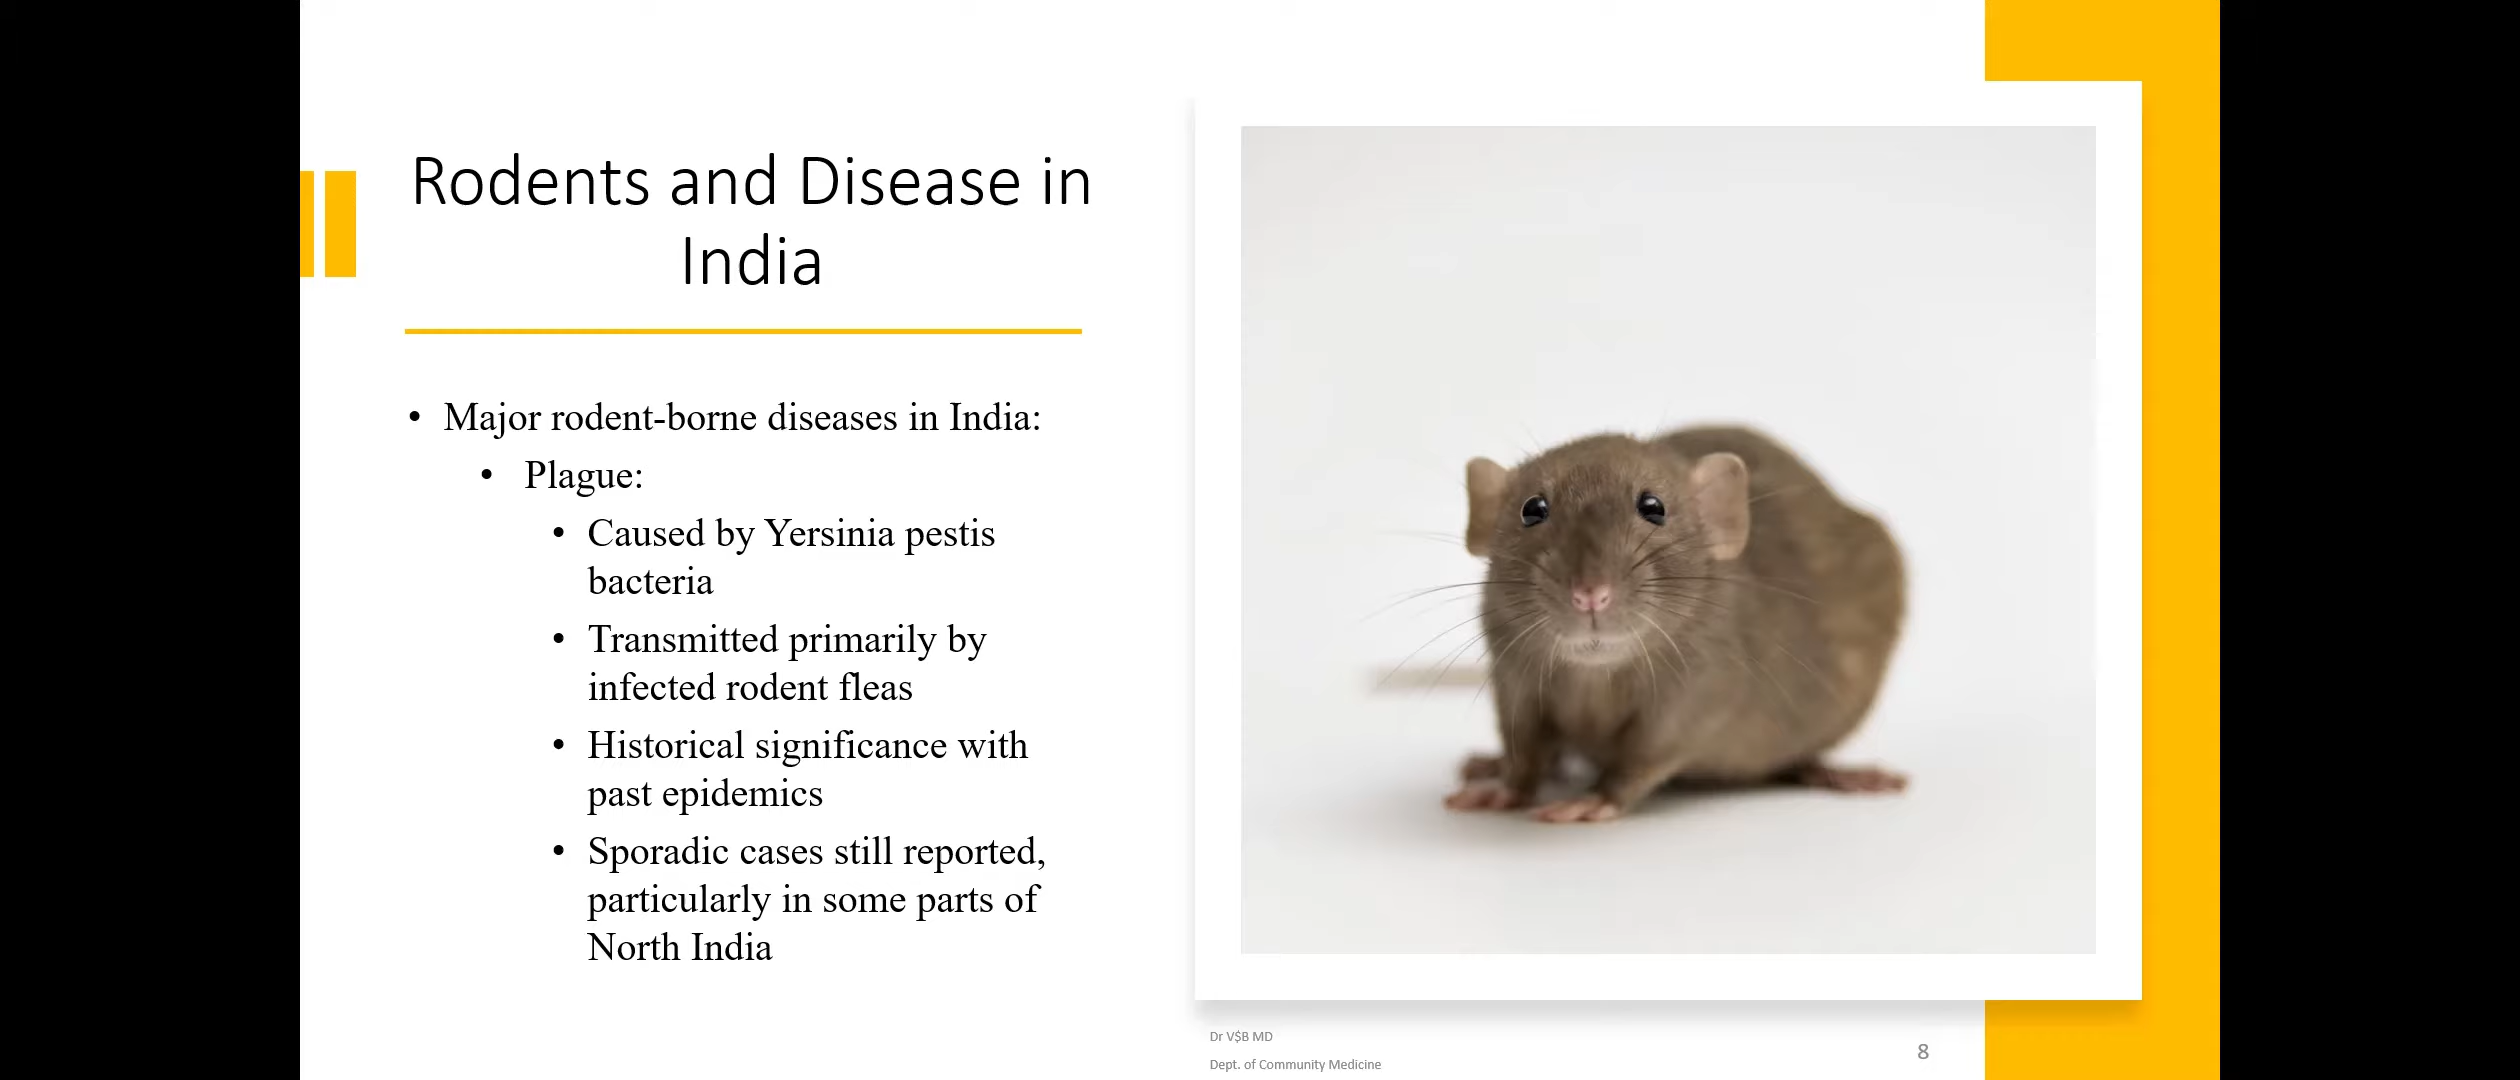 Rodents and Disease in
India
• Major rodent-borne diseases in India:
• Plague:
• Caused by Yersinia pestis
bacteria
• Transmitted primarily by
infected rodent fleas
• Historical significance with
past epidemics
• Sporadic cases still reported,
particularly in some parts of
North India
Dr V$B MD
Dept. of Community Medicine
8